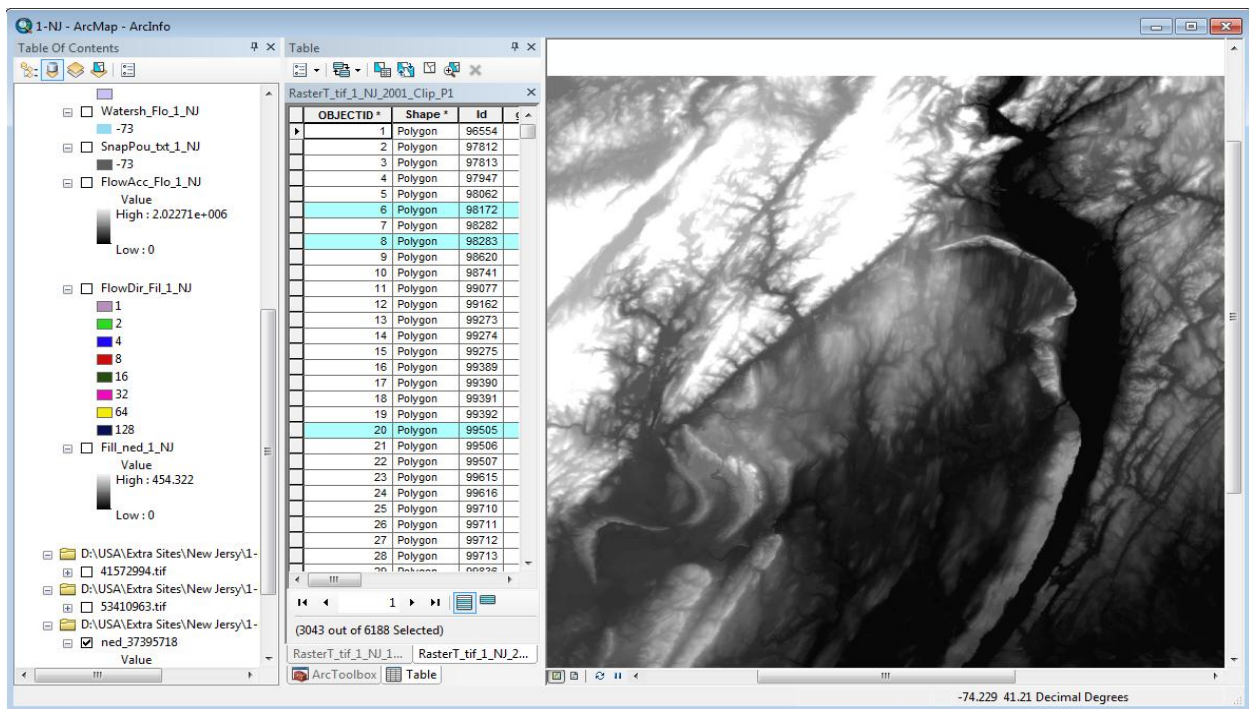 1-NJ - ArcMap - ArcInfo
Table Of Contents
Watersh_Flo_1_NJ
-73
SnapPou_txt_1_NJ
-73
FlowAcc_Flo_1_NJ
Value
High : 2.02271e+006
Low : 0
FlowDir_Fil_1_NJ
1
2
4
8
16
32
64
128
Fill_ned_1_NJ
Value
High : 454.322
Low : 0
D:\USA\Extra Sites\New Jersy\1-
41572994.tif
D:\USA\Extra Sites\New Jersy\1-
53410963.tif
D:\USA\Extra Sites\New Jersy\1-
ned_37395718
Value
Table
RasterT_tif_1_NJ_2001_Clip_P1
OBJECTID * Shape * Id
1 Polygon 96554
2 Polygon 97812
3 Polygon 97813
4 Polygon 97947
5 Polygon 98062
6 Polygon 98172
7 Polygon 98282
8 Polygon 98283
9 Polygon 98620
10 Polygon 98741
11 Polygon 99077
12 Polygon 99162
13 Polygon 99273
14 Polygon 99274
15 Polygon 99275
16 Polygon 99389
17 Polygon 99390
18 Polygon 99391
19 Polygon 99392
20 Polygon 99505
21 Polygon 99506
22 Polygon 99507
23 Polygon 99615
24 Polygon 99616
25 Polygon 99710
26 Polygon 99711
27 Polygon 99712
28 Polygon 99713
29 Polygon 99836
1
(3043 out of 6188 Selected)
RasterT_tif_1_NJ_1... RasterT_tif_1_NJ_2...
ArcToolbox Table
-74.229 41.21 Decimal Degrees